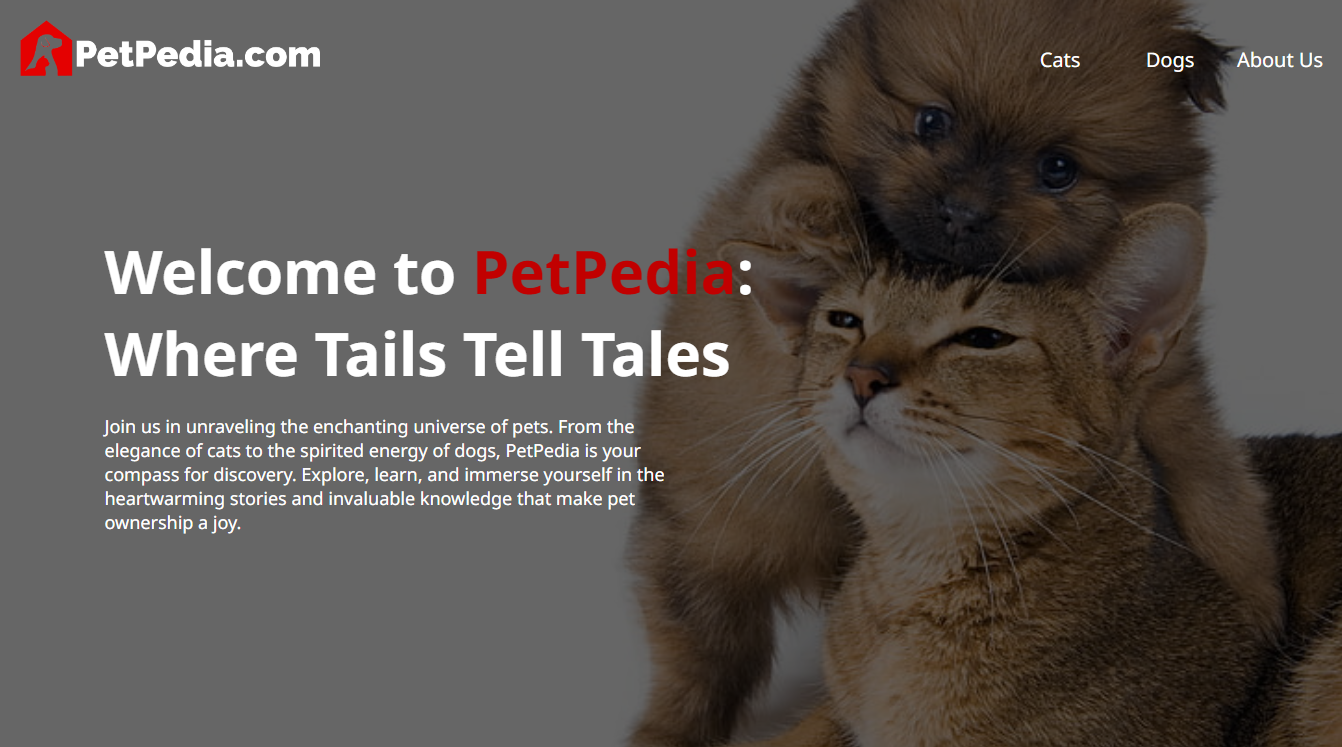 PetPedia.com
Cats Dogs About Us
Welcome to PetPedia:
Where Tails Tell Tales
Join us in unraveling the enchanting universe of pets. From the
elegance of cats to the spirited energy of dogs, PetPedia is your
compass for discovery. Explore, learn, and immerse yourself in the
heartwarming stories and invaluable knowledge that make pet
ownership a joy.